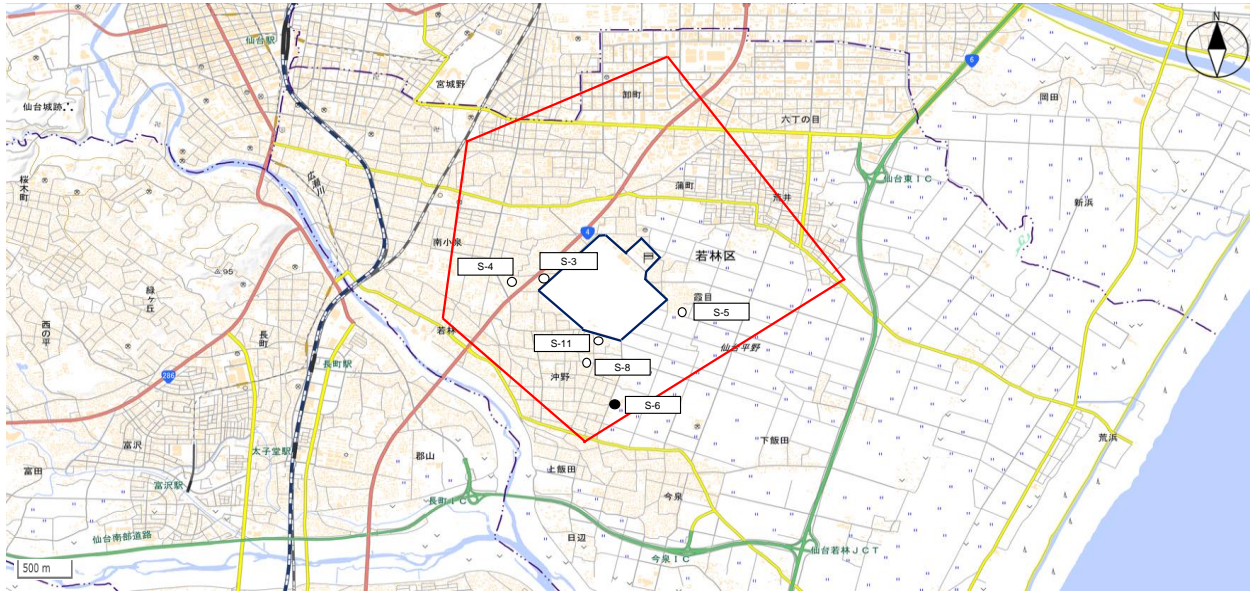 N
仙台駅
6
宮城野
卸町
岡田
仙台城跡
六丁の目
広瀬川
仙台東IC
桜木町
蒲町
荒井
新浜
4
南小泉
若林区
S-4
S-3
95
緑ヶ丘
霞目
S-5
西の平
長町
若林
S-11
仙台平野
長町駅
S-8
沖野
286
S-6
富沢
下飯田
荒浜
太子堂駅
郡山
富田
上飯田
富沢駅
長町IC
今泉
仙台南部道路
日辺
仙台若林JCT
今泉IC
500 m